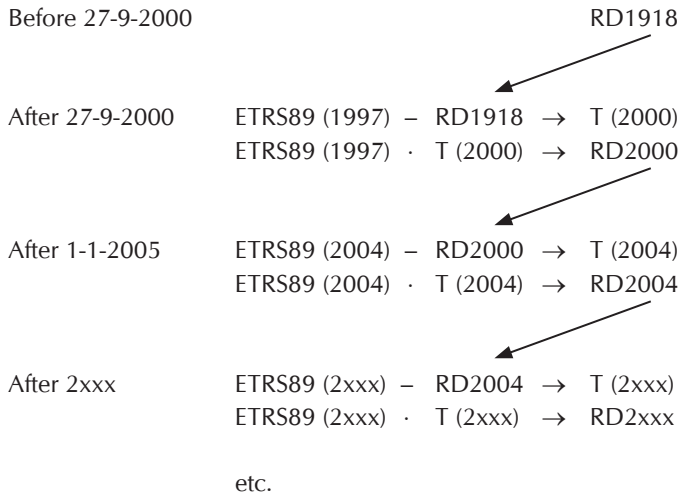 Before 27-9-2000 RD1918
After 27-9-2000 ETRS89 (1997) – RD1918 → T (2000)
ETRS89 (1997) · T (2000) → RD2000
After 1-1-2005 ETRS89 (2004) – RD2000 → T (2004)
ETRS89 (2004) · T (2004) → RD2004
After 2xxx ETRS89 (2xxx) – RD2004 → T (2xxx)
ETRS89 (2xxx) · T (2xxx) → RD2xxx
etc.